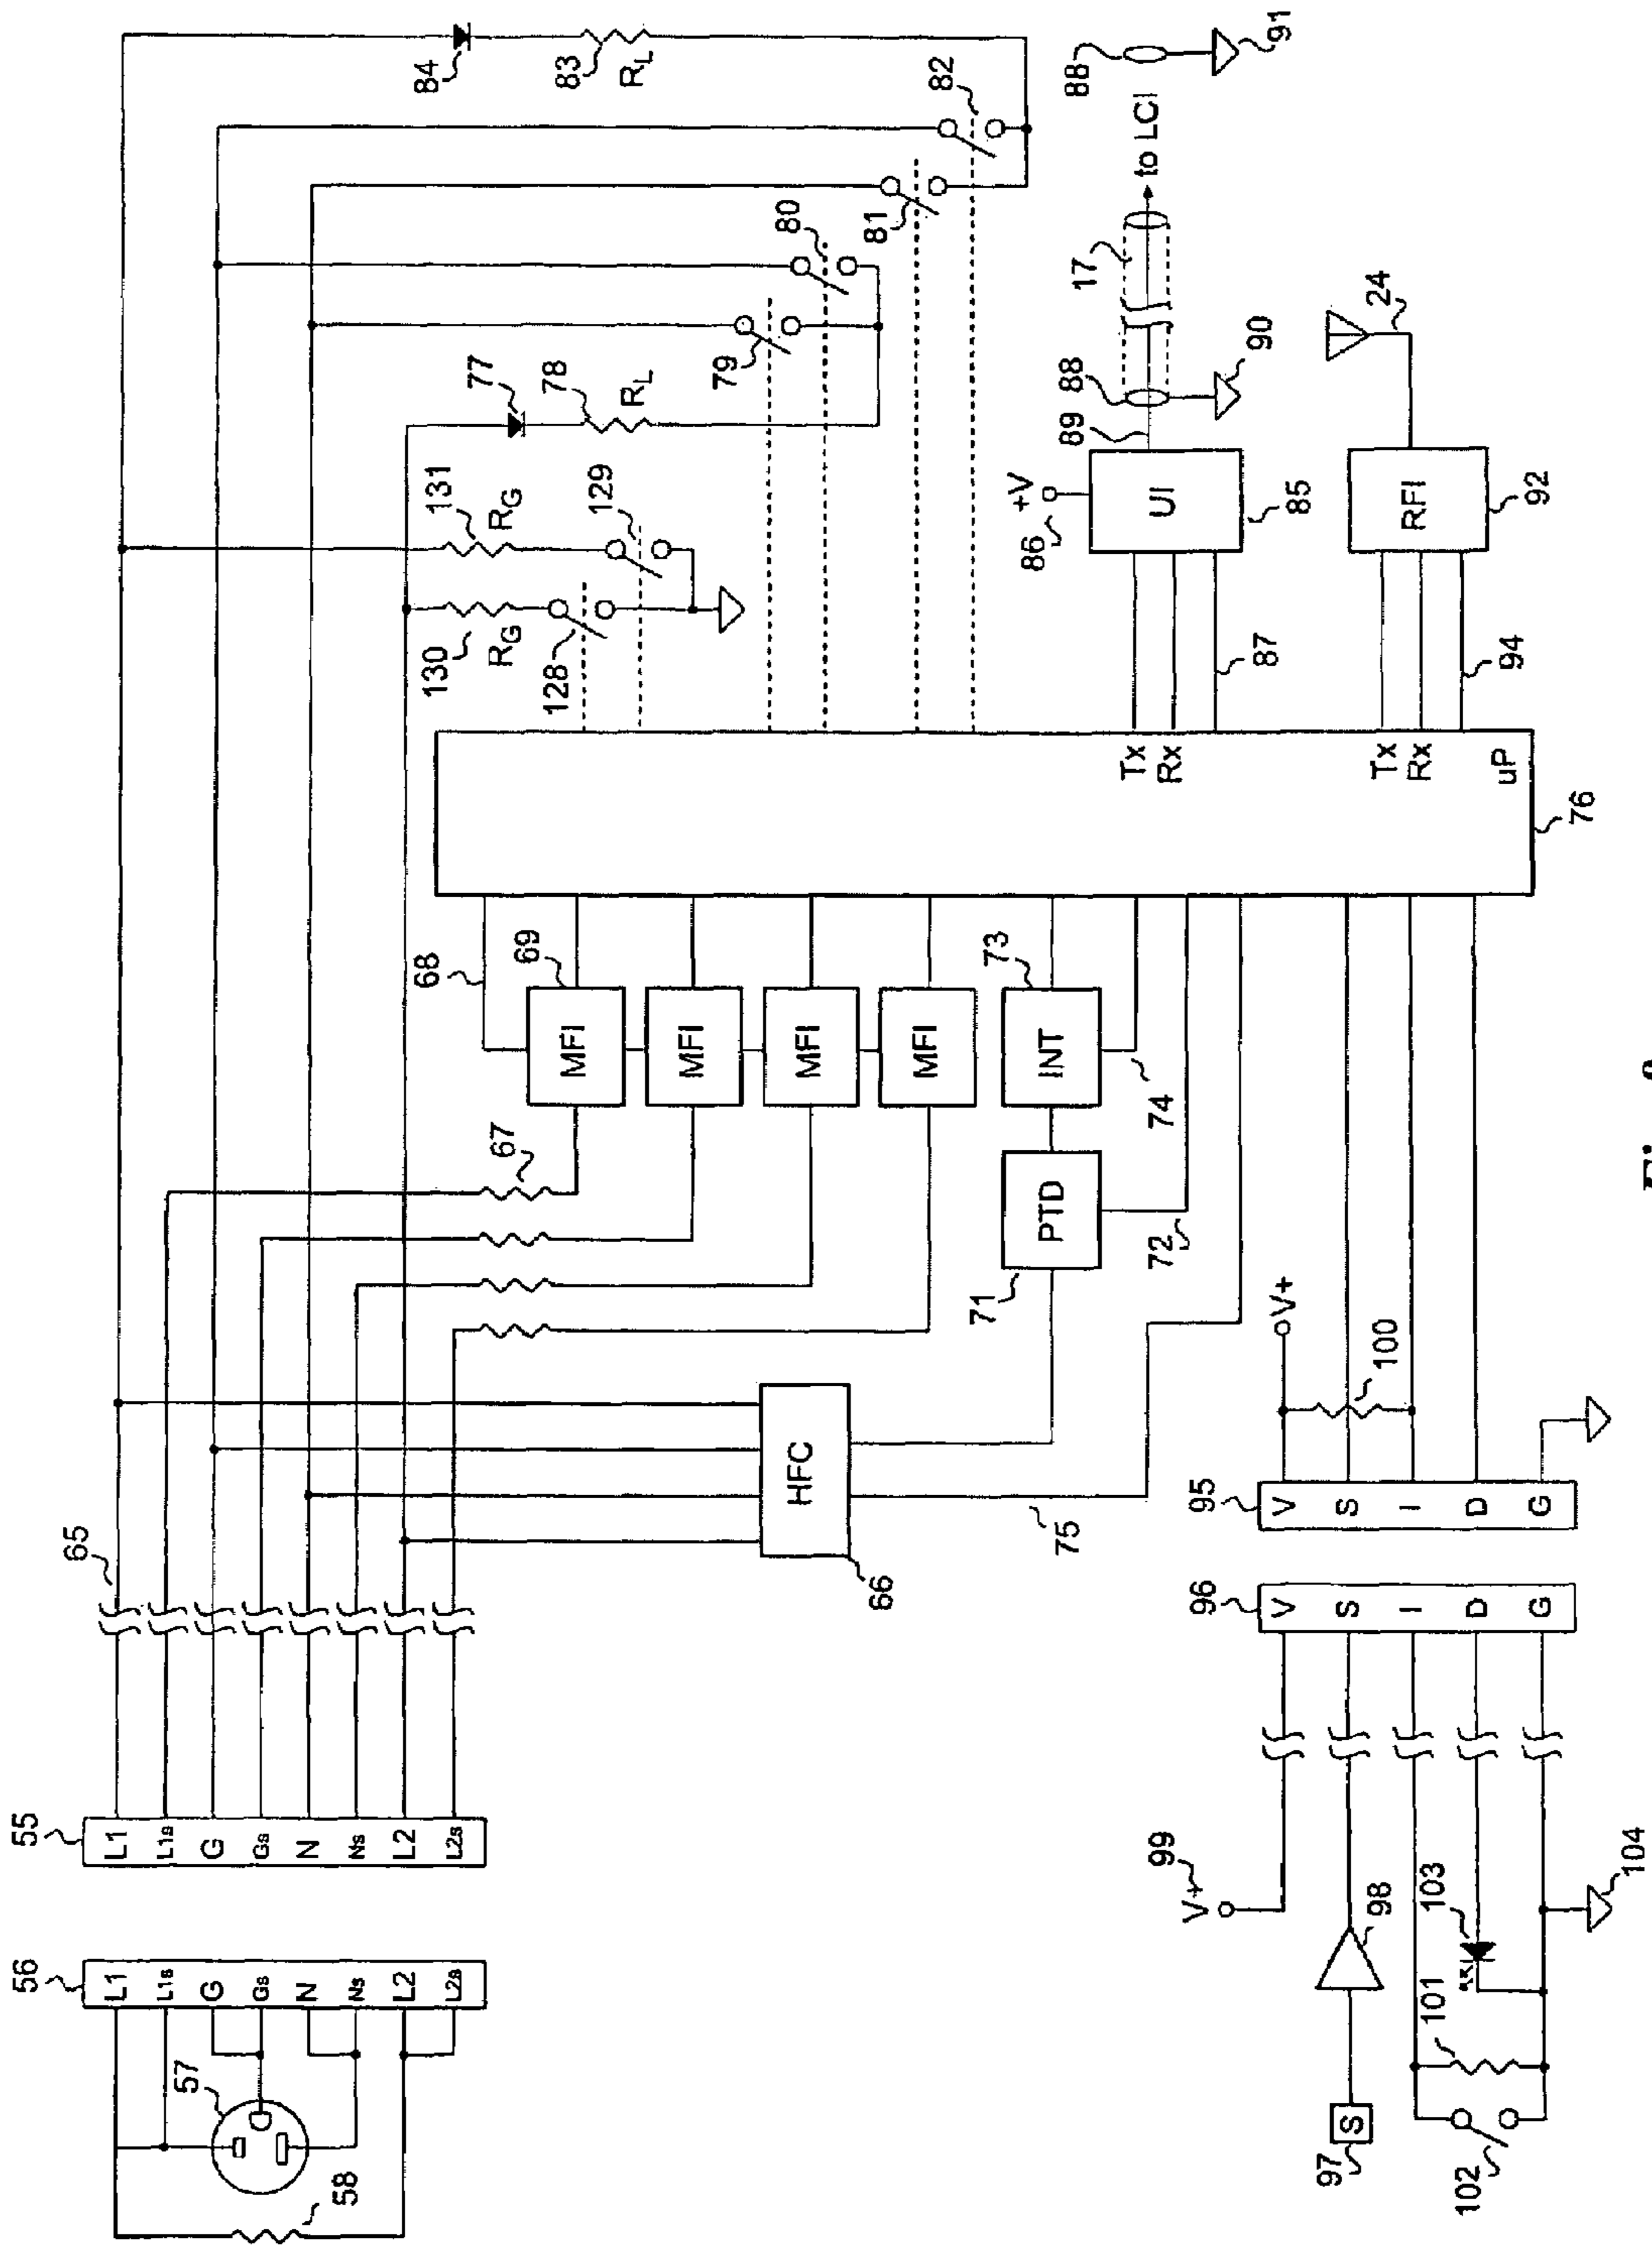 56
L1
L1s
G
Gs
N
Ns
L2
L2s
57
58
55
L1
L1s
G
Gs
N
Ns
L2
L2s
65
HFC
66
75
67
68
69
MFI
MFI
MFI
MFI
PTD
71
72
INT
73
74
76
uP
Tx
Rx
Tx
Rx
130
RG
131
RG
128
129
77
78
RL
79
80
81
82
83
RL
84
+V
86
UI
85
87
89
88
90
17
to LCI
88
91
RFI
92
94
24
97
S
98
99
V+
101
102
103
104
96
V
S
I
D
G
95
V
S
I
D
G
V+
100